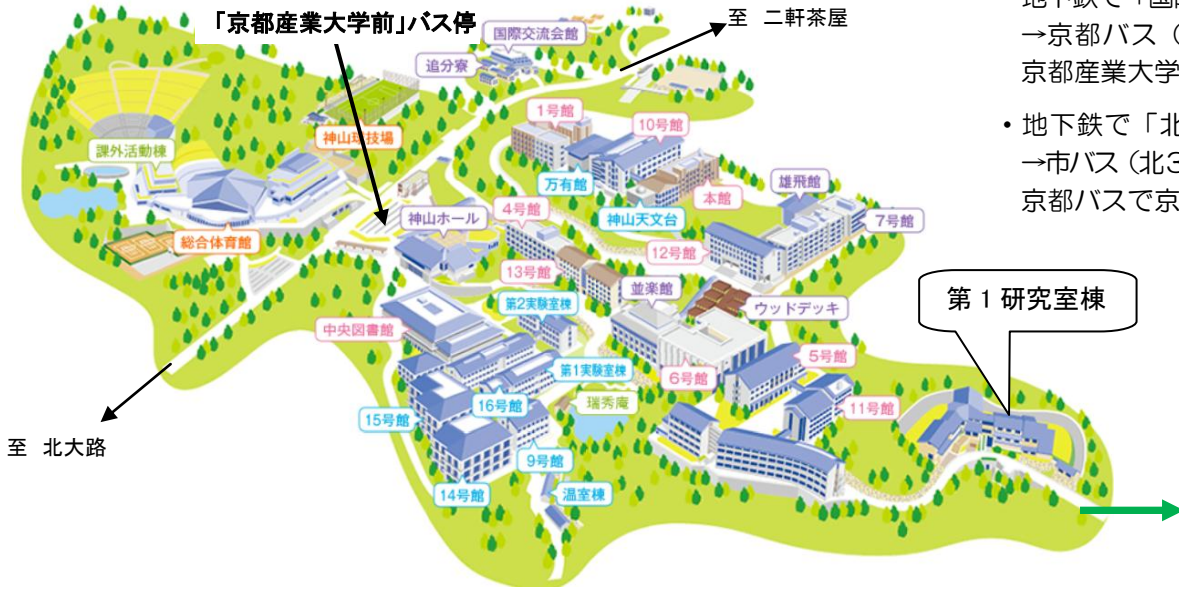 「京都産業大学前」バス停
至 二軒茶屋
国際交流会館
追分寮
1号館
10号館
神山球技場
課外活動棟
万有館
本館
雄飛館
神山天文台
神山ホール
4号館
7号館
総合体育館
12号館
13号館
並楽館
第2実験室棟
ウッドデッキ
第1研究室棟
中央図書館
5号館
第1実験室棟
6号館
瑞秀庵
16号館
11号館
15号館
至 北大路
9号館
14号館
温室棟
→京都バス（
京都産業大学
・地下鉄で「北
→市バス（北3
京都バスで京